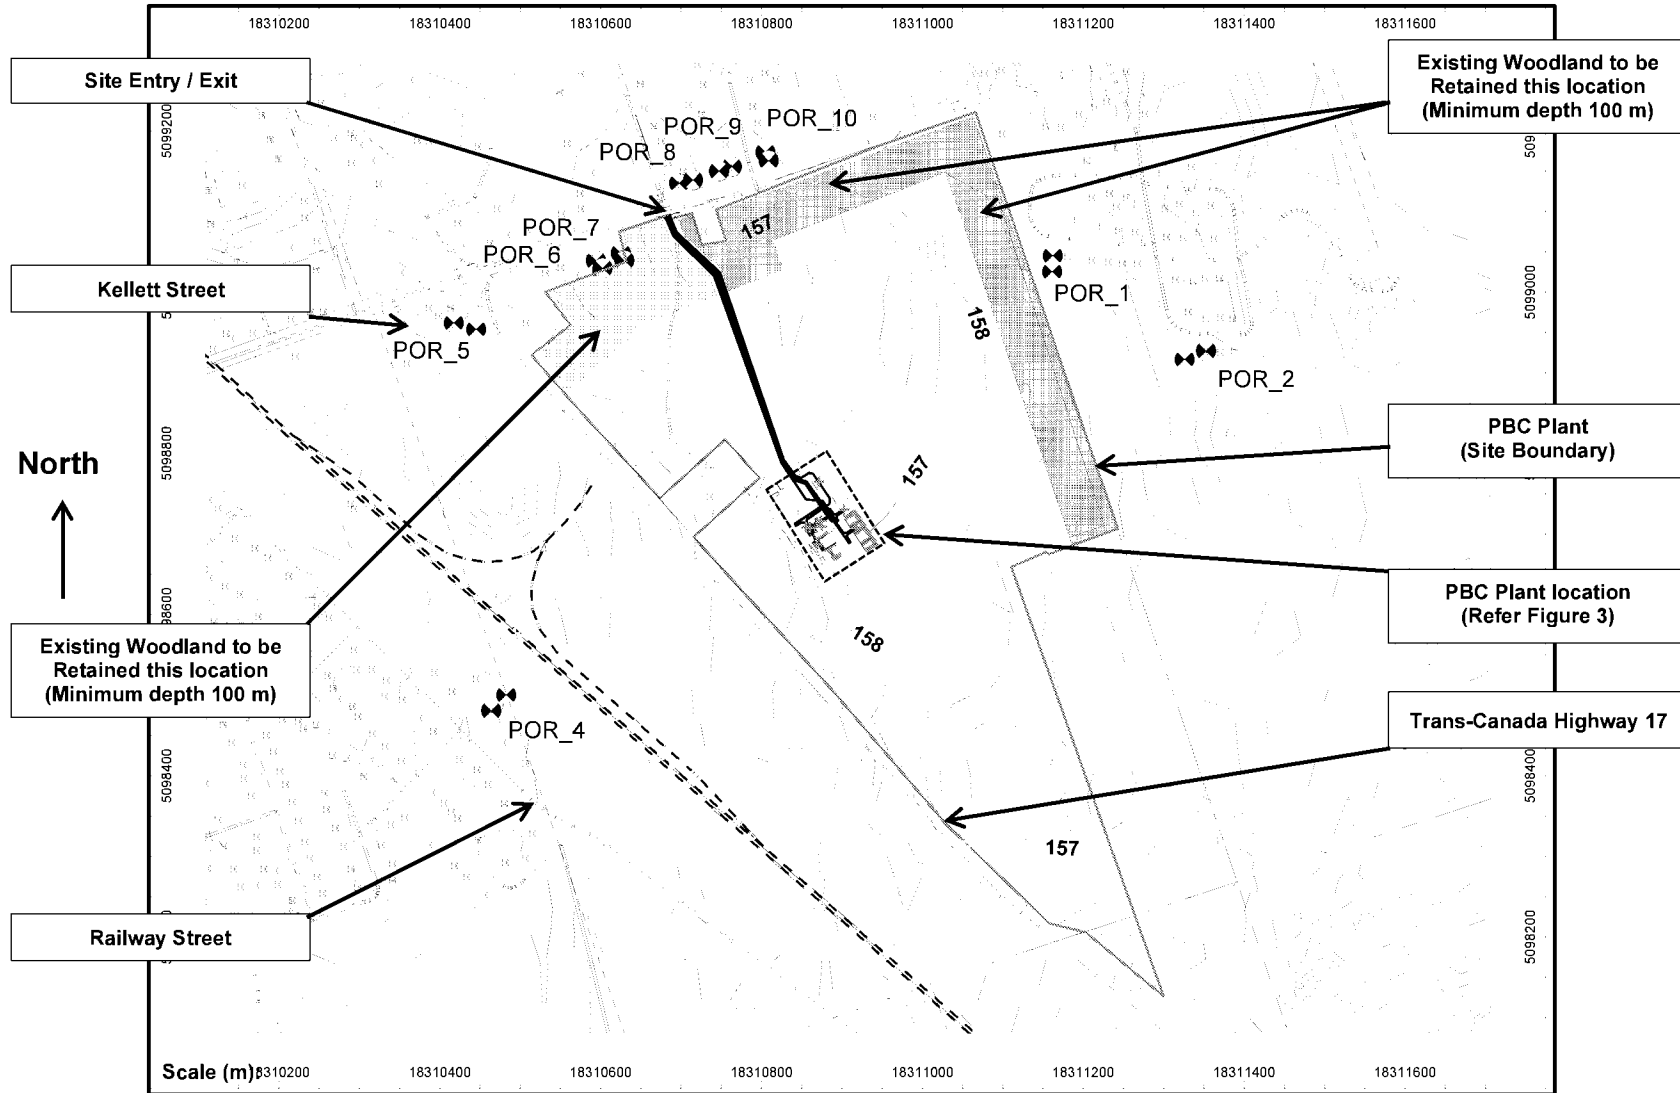 18310200 18310400 18310600 18310800 18311000 18311200 18311400 18311600
Site Entry / Exit
Existing Woodland to be
Retained this location
(Minimum depth 100 m)
5099200
POR_10
POR_9
POR_8
POR_7
POR_6
157
Kellett Street
POR_1
5099000
158
POR_5
POR_2
PBC Plant
(Site Boundary)
North
5098800
157
PBC Plant location
(Refer Figure 3)
Existing Woodland to be
Retained this location
(Minimum depth 100 m)
158
POR_4
Trans-Canada Highway 17
5098400
5098400
157
Railway Street
5098200
Scale (m):
18310400 18310600 18310800 18311000 18311200 18311400 18311600